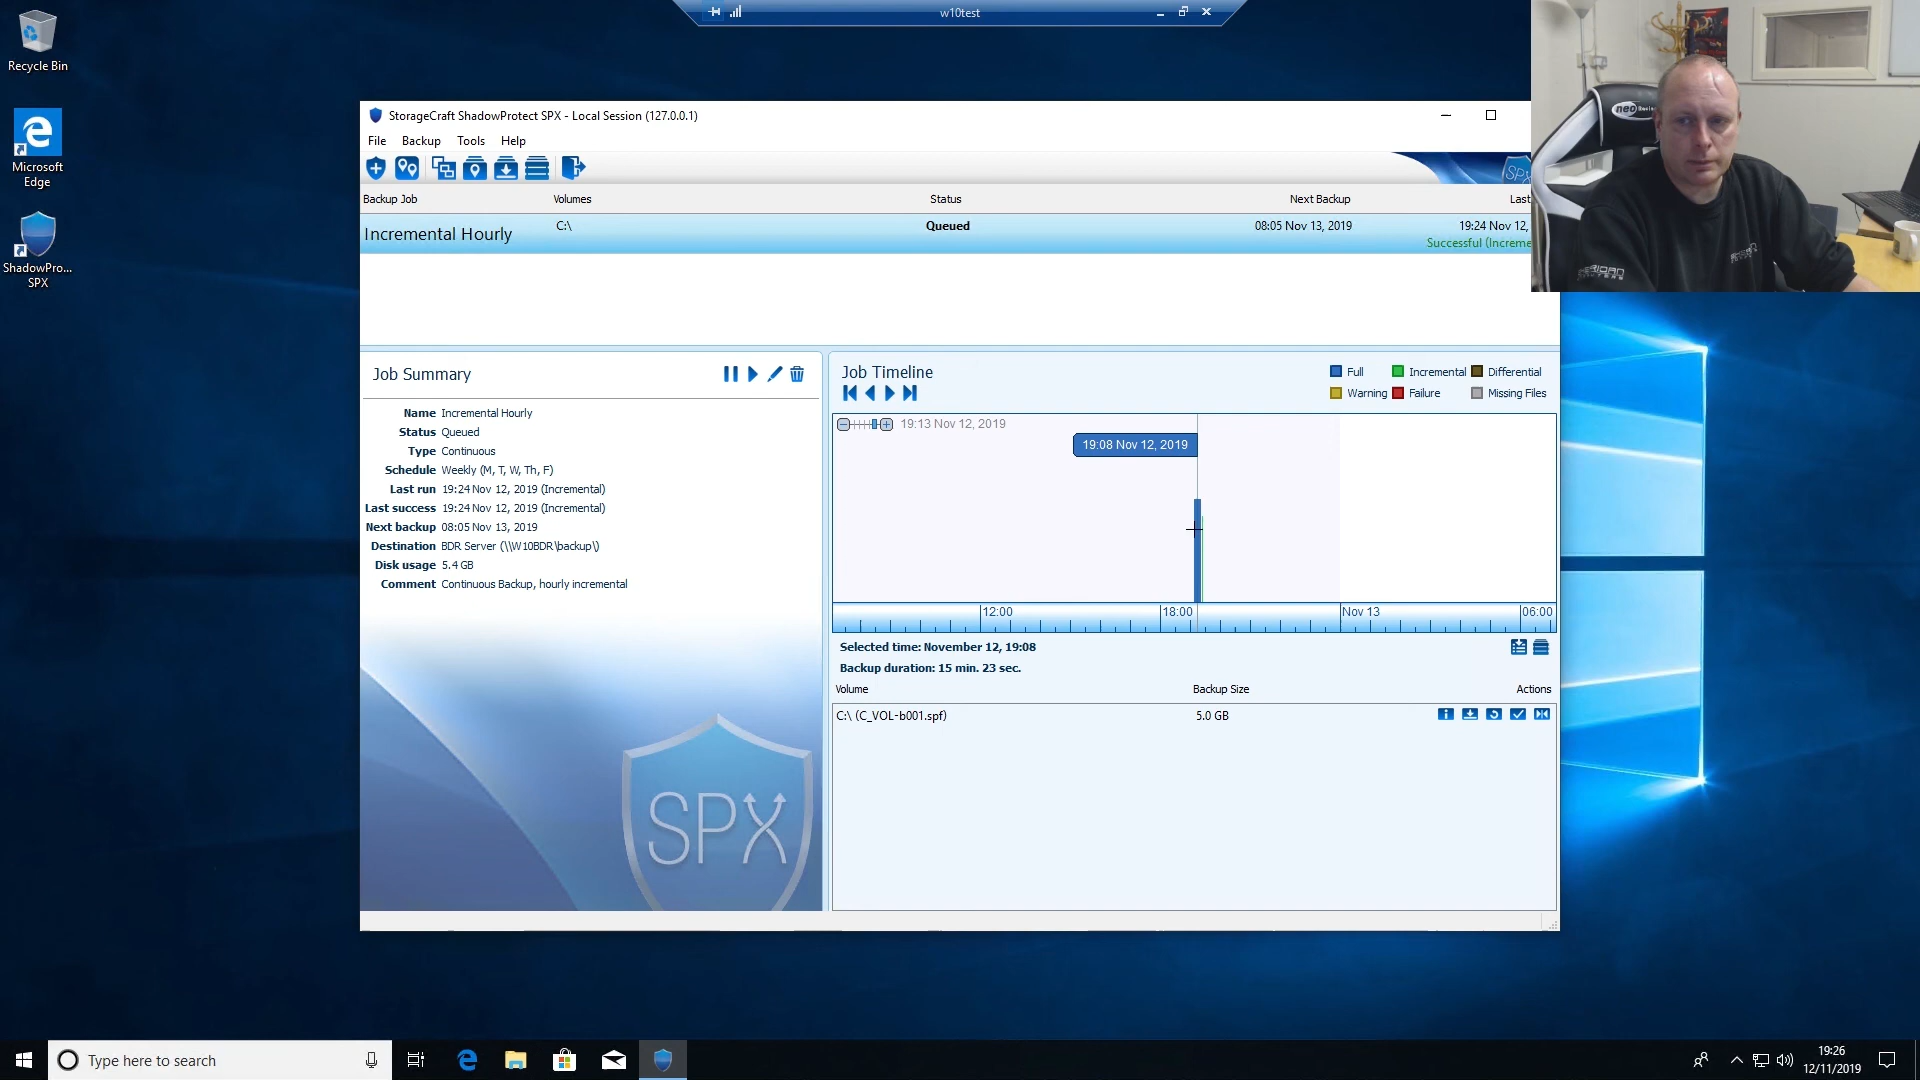 w10test
Recycle Bin
Microsoft
Edge
ShadowPro...
SPX
StorageCraft ShadowProtect SPX - Local Session (127.0.0.1)
File Backup Tools Help
SPX
Backup Job Volumes Status Next Backup Last
Incremental Hourly C:\ Queued 08:05 Nov 13, 2019 19:24 Nov 12,
Successful (Increme
neo
Job Summary
Name Incremental Hourly
Status Queued
Type Continuous
Schedule Weekly (M, T, W, Th, F)
Last run 19:24 Nov 12, 2019 (Incremental)
Last success 19:24 Nov 12, 2019 (Incremental)
Next backup 08:05 Nov 13, 2019
Destination BDR Server (\\W10BDR\backup\)
Disk usage 5.4 GB
Comment Continuous Backup, hourly incremental
SPX
Job Timeline
Full Incremental Differential
Warning Failure Missing Files
19:13 Nov 12, 2019
19:08 Nov 12, 2019
12:00 18:00 Nov 13 06:00
Selected time: November 12, 19:08
Backup duration: 15 min. 23 sec.
Volume Backup Size Actions
C:\ (C_VOL-b001.spf) 5.0 GB
Type here to search
19:26
12/11/2019